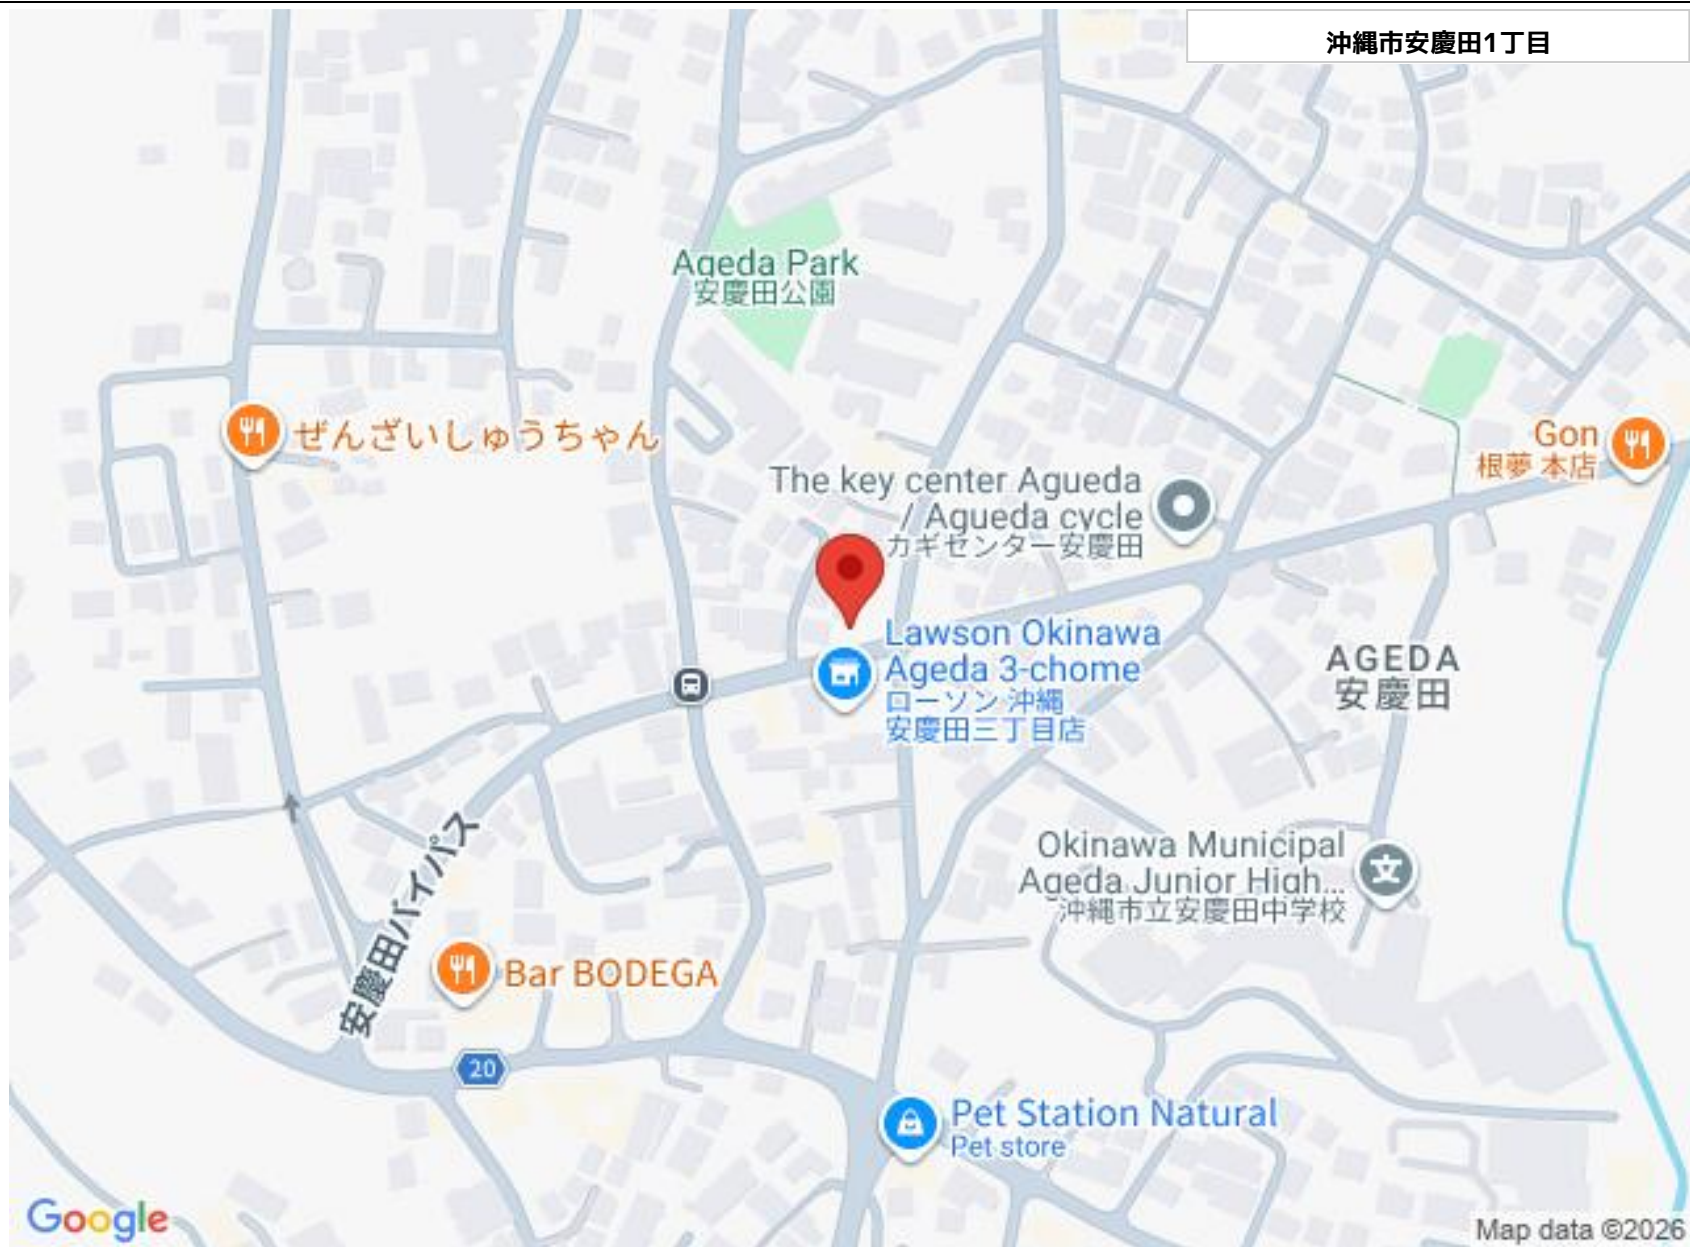 沖縄市安慶田1丁目
Ageda Park
安慶田公園
ぜんざいしゅうちゃん
Gon
根夢 本店
The key center Agueda
/ Agueda cycle
カギセンター安慶田
Lawson Okinawa
Ageda 3-chome
ローソン 沖縄
安慶田三丁目店
AGEDA
安慶田
安慶田バイパス
Okinawa Municipal
Ageda Junior High...
沖縄市立安慶田中学校
文
Bar BODEGA
20
Pet Station Natural
Pet store
Google
Map data ©2026